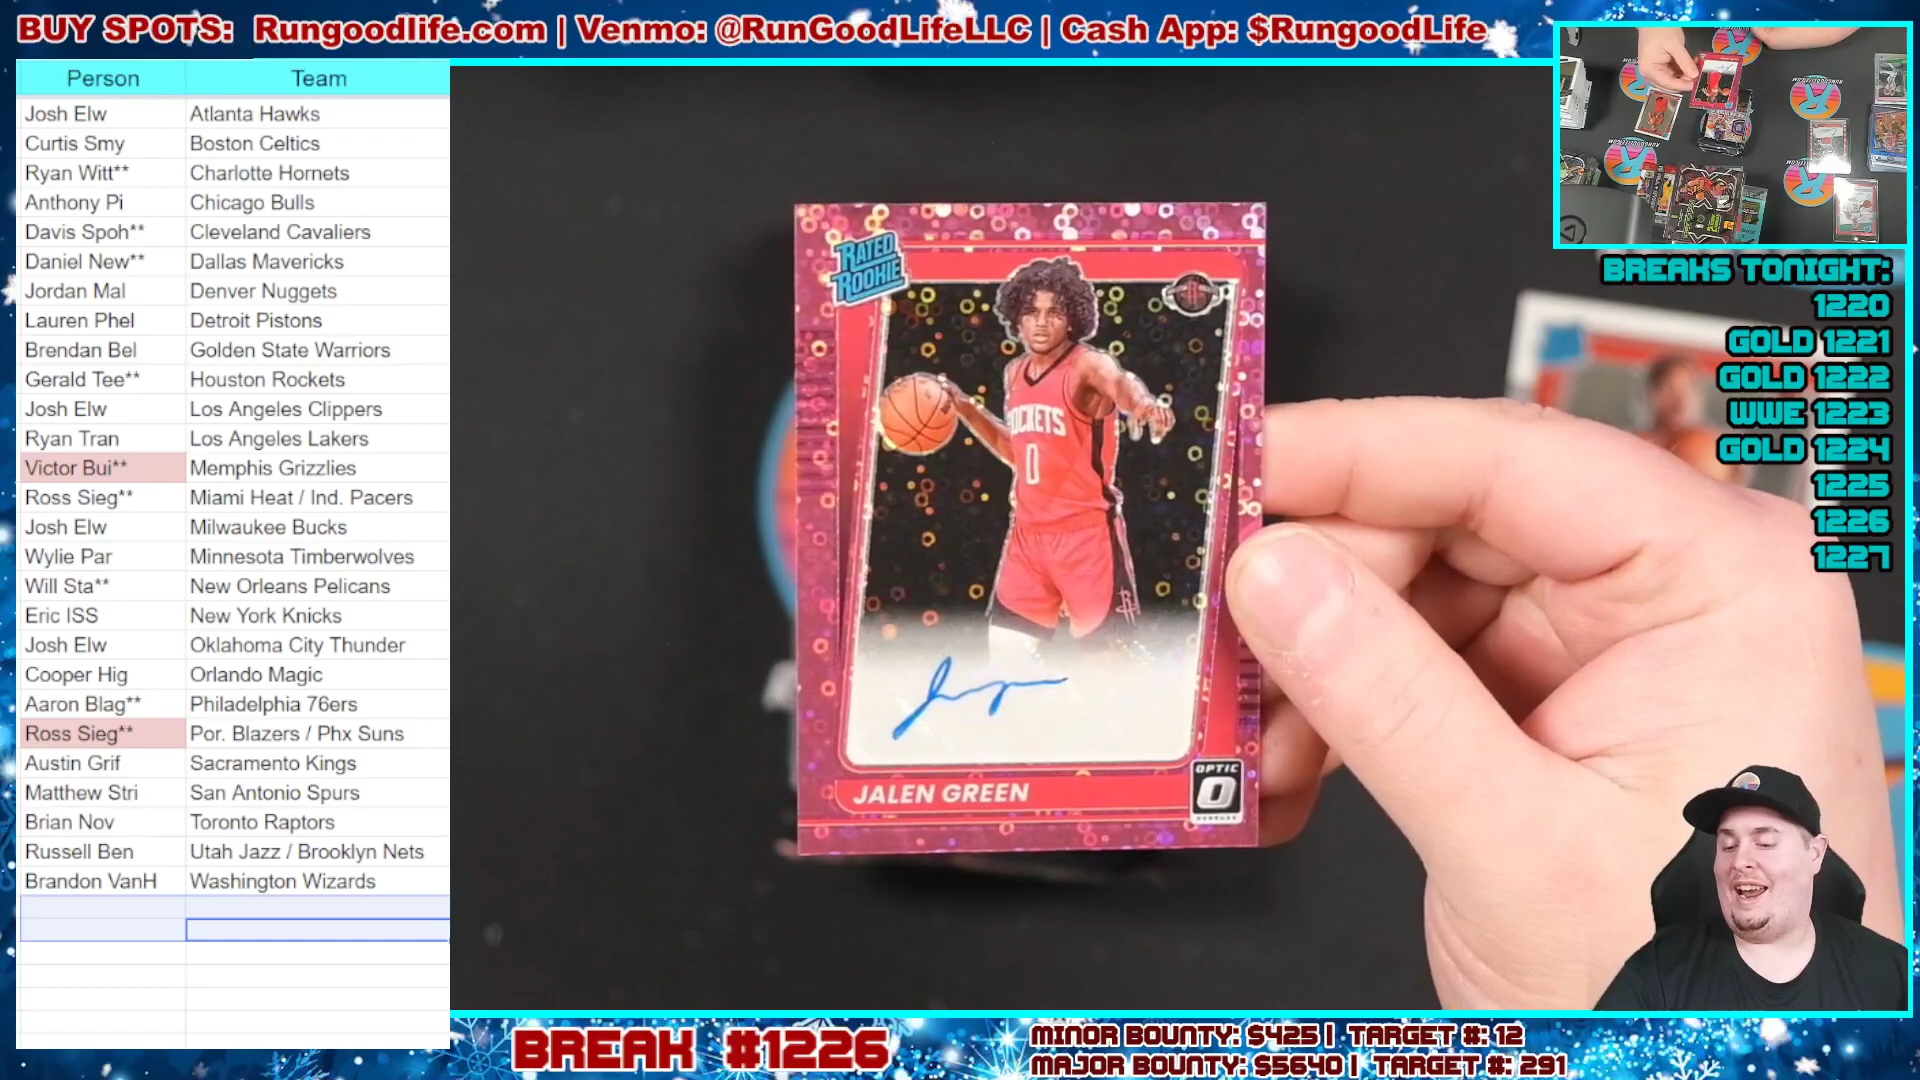 BUY SPOTS: Rungoodlife.com | Venmo: @RunGoodLifeLLC | Cash App: $RungoodLife
Person Team
Josh Elw Atlanta Hawks
Curtis Smy Boston Celtics
Ryan Witt** Charlotte Hornets
Anthony Pi Chicago Bulls
Davis Spoh** Cleveland Cavaliers
Daniel New** Dallas Mavericks
Jordan Mal Denver Nuggets
Lauren Phel Detroit Pistons
Brendan Bel Golden State Warriors
Gerald Tee** Houston Rockets
Josh Elw Los Angeles Clippers
Ryan Tran Los Angeles Lakers
Victor Bui** Memphis Grizzlies
Ross Sieg** Miami Heat / Ind. Pacers
Josh Elw Milwaukee Bucks
Wylie Par Minnesota Timberwolves
Will Sta** New Orleans Pelicans
Eric ISS New York Knicks
Josh Elw Oklahoma City Thunder
Cooper Hig Orlando Magic
Aaron Blag** Philadelphia 76ers
Ross Sieg** Por. Blazers / Phx Suns
Austin Grif Sacramento Kings
Matthew Stri San Antonio Spurs
Brian Nov Toronto Raptors
Russell Ben Utah Jazz / Brooklyn Nets
Brandon VanH Washington Wizards
RATED
ROOKIE
ROCKETS
0
JALEN GREEN
OPTIC
DONRUSS
BREAKS TONIGHT:
1220
GOLD 1221
GOLD 1222
WWE 1223
GOLD 1224
1225
1226
1227
BREAK #1226
MINOR BOUNTY: $425 | TARGET #: 12
MAJOR BOUNTY: $5640 | TARGET #: 291